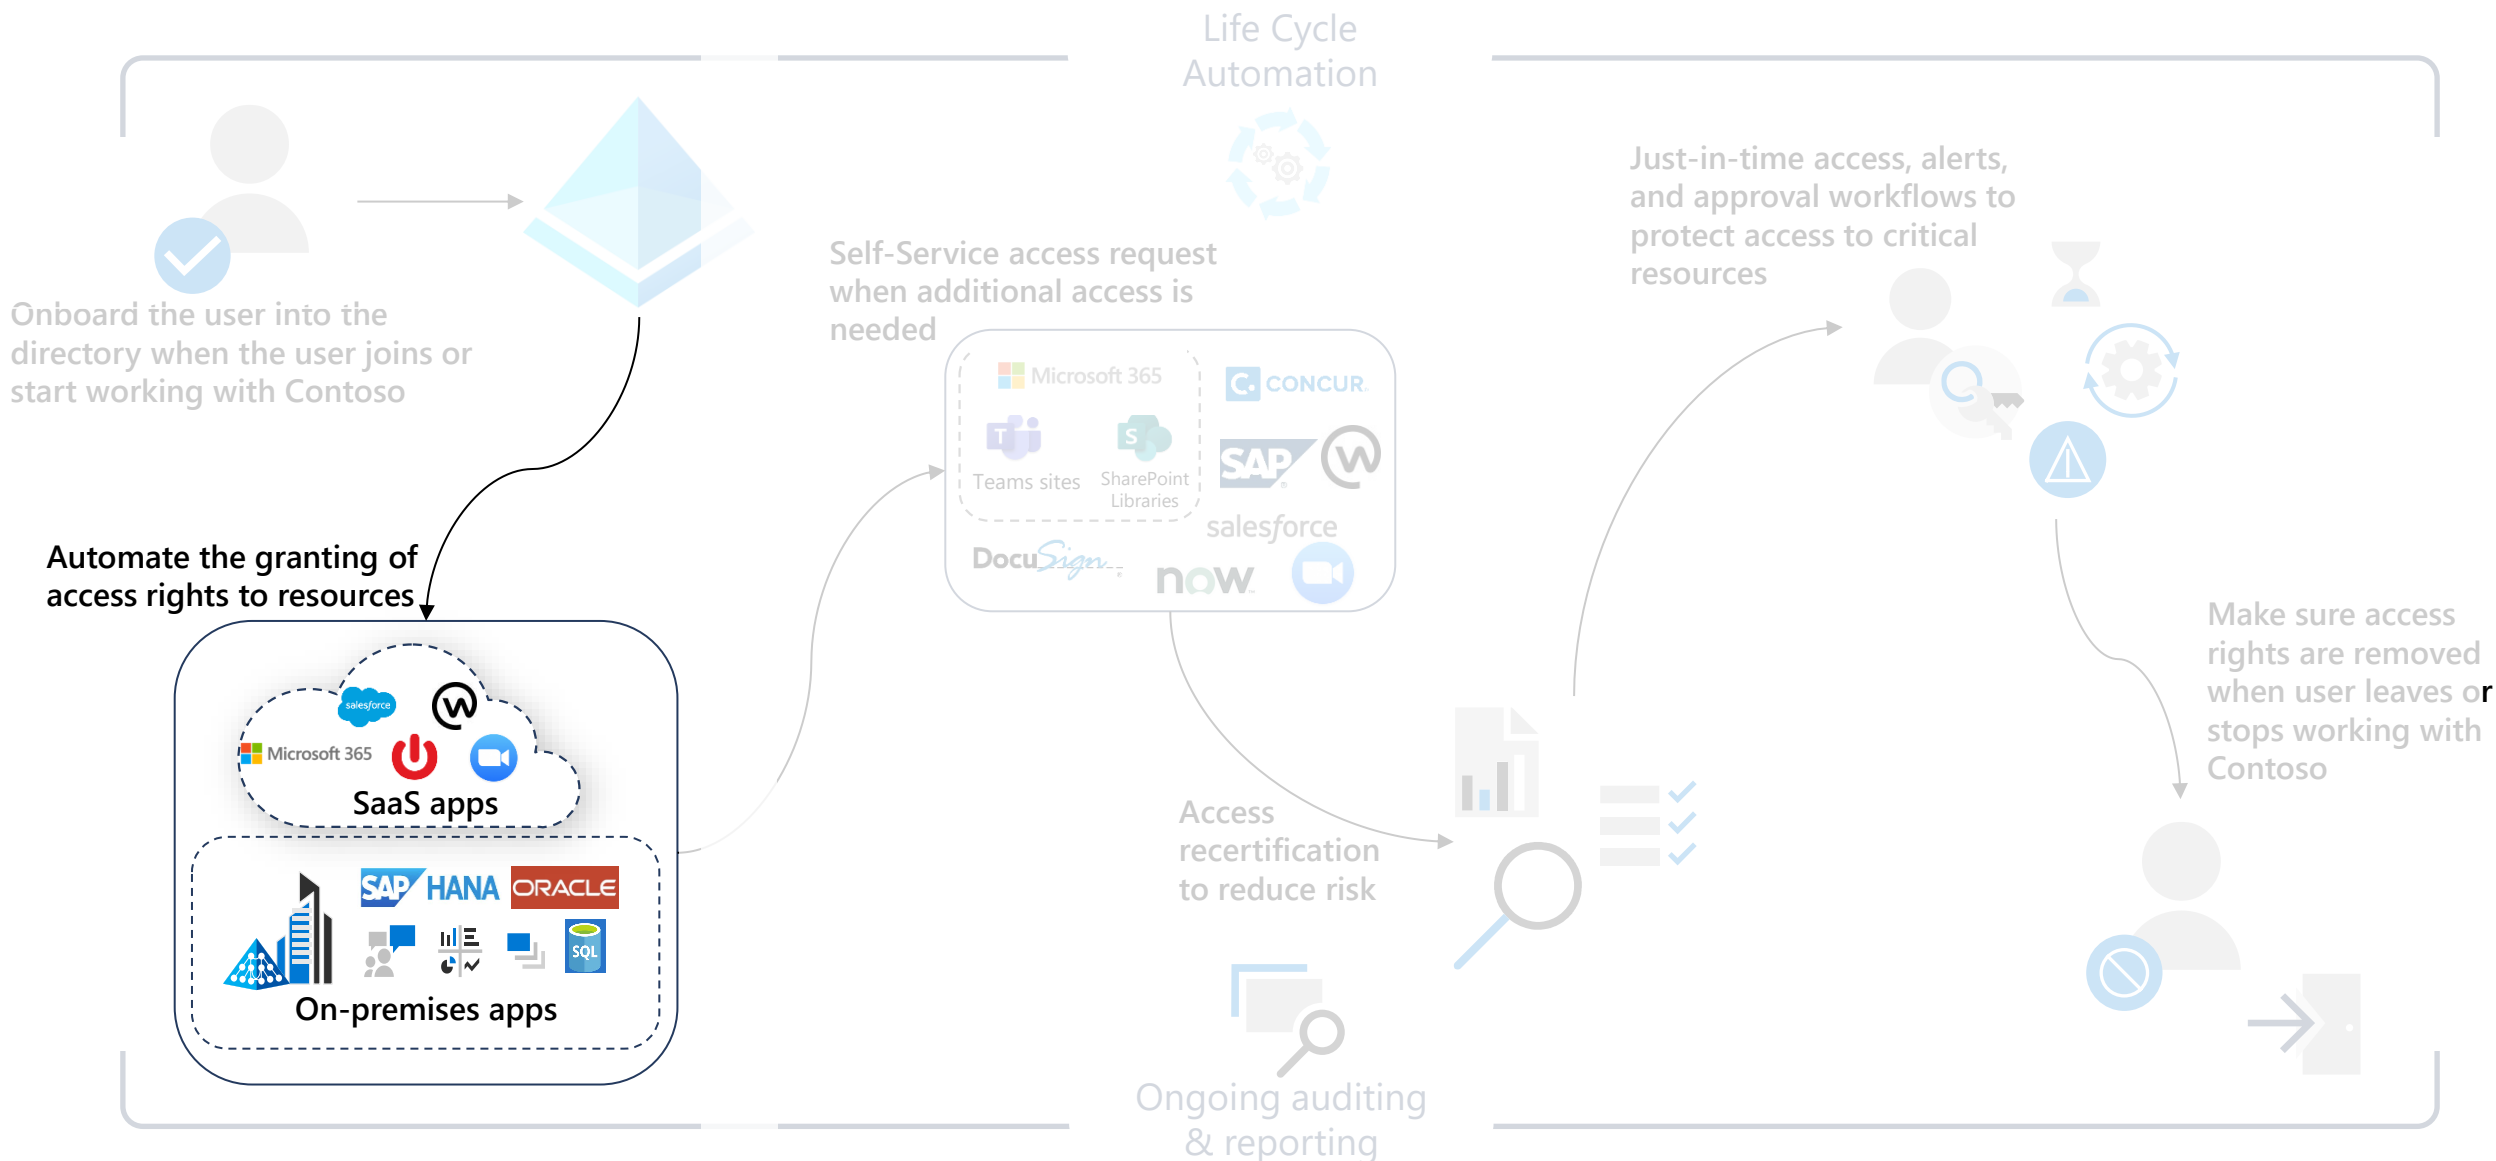 Life Cycle
Automation
Onboard the user into the
directory when the user joins or
start working with Contoso
Self-Service access request
when additional access is
needed
Microsoft 365
CONCUR
T
Teams sites
S
SharePoint
Libraries
SAP
salesforce
DocuSign
now
Just-in-time access, alerts,
and approval workflows to
protect access to critical
resources
Automate the granting of
access rights to resources
salesforce
Microsoft 365
SaaS apps
SAP HANA
ORACLE
SQL
On-premises apps
Access
recertification
to reduce risk
Make sure access
rights are removed
when user leaves or
stops working with
Contoso
Ongoing auditing
& reporting